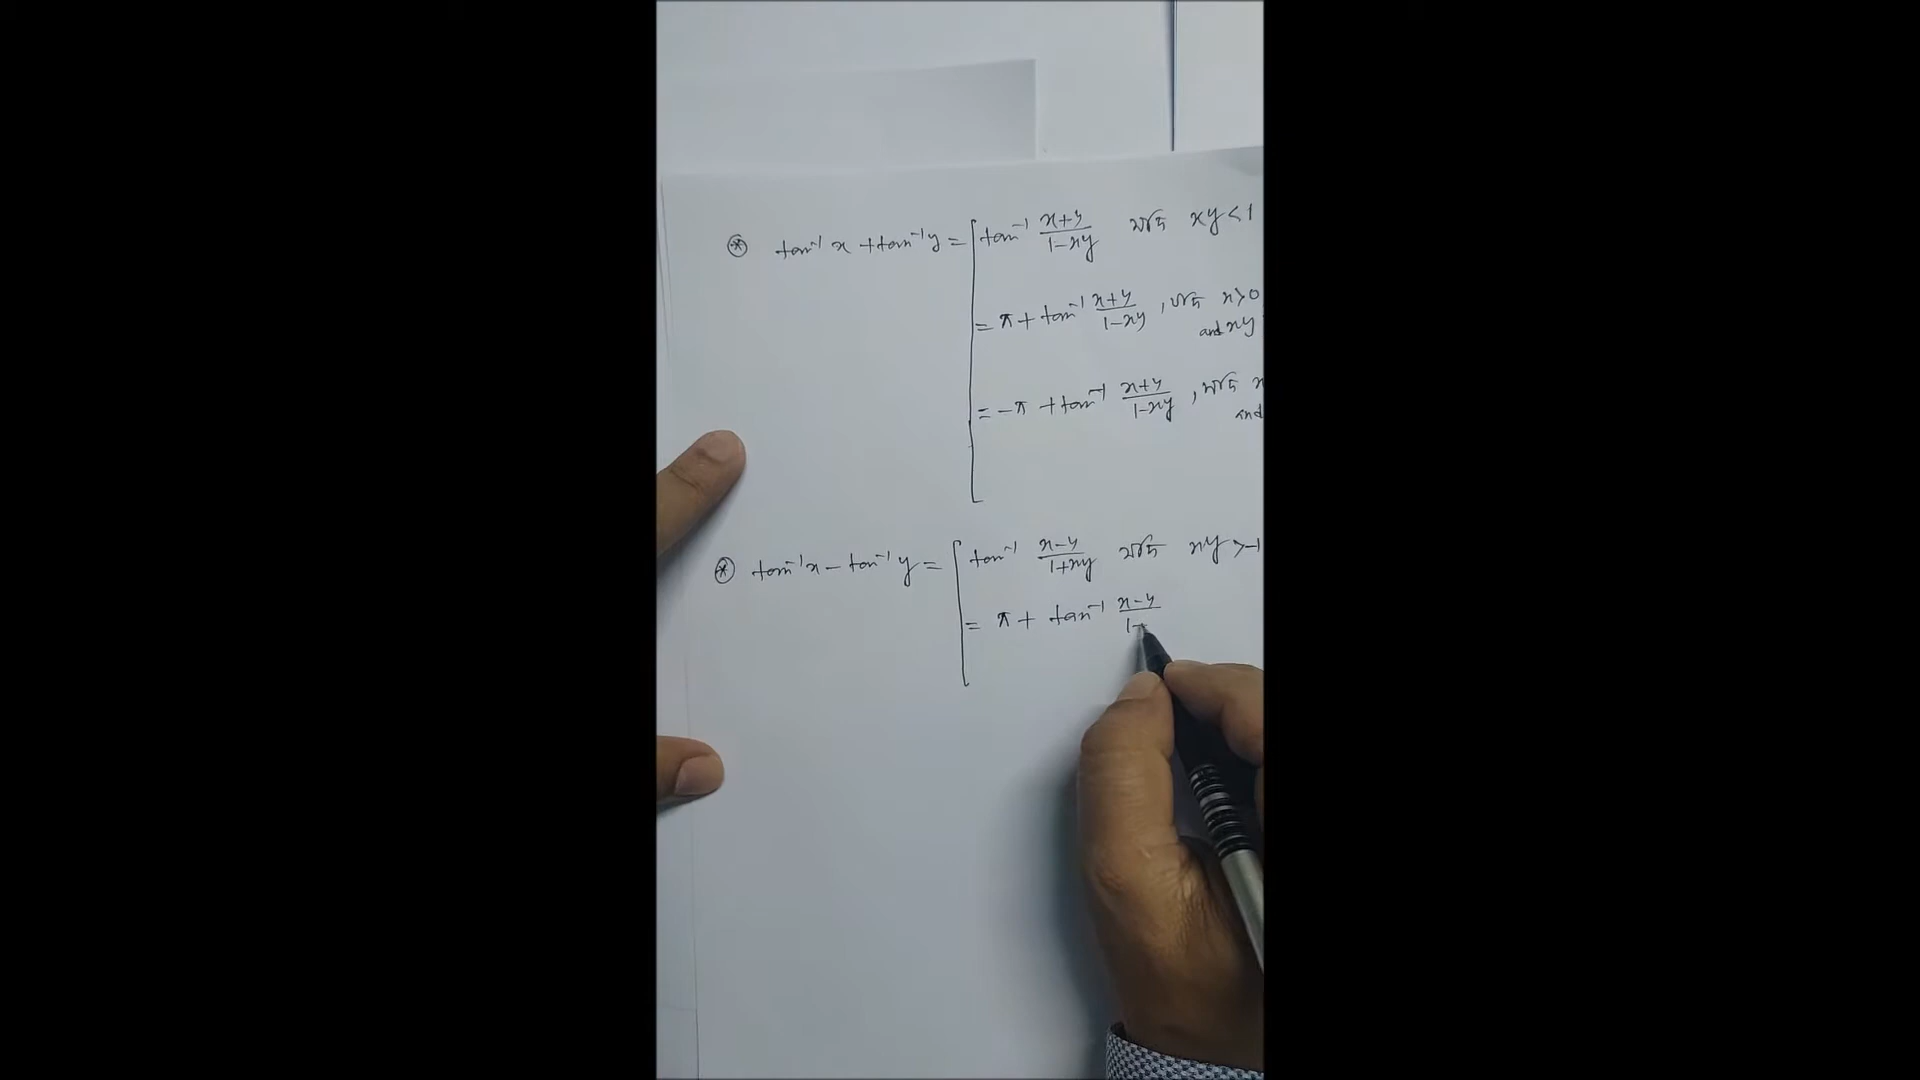 ⊛ tan⁻¹x + tan⁻¹y = [ tan⁻¹ (x+y)/(1-xy) যদি xy < 1
= π + tan⁻¹ (x+y)/(1-xy) , যদি x>0
and xy
= -π + tan⁻¹ (x+y)/(1-xy) , যদি x
and
⊛ tan⁻¹x - tan⁻¹y = [ tan⁻¹ (x-y)/(1+xy) যদি xy > -1
= π + tan⁻¹ (x-y)/1